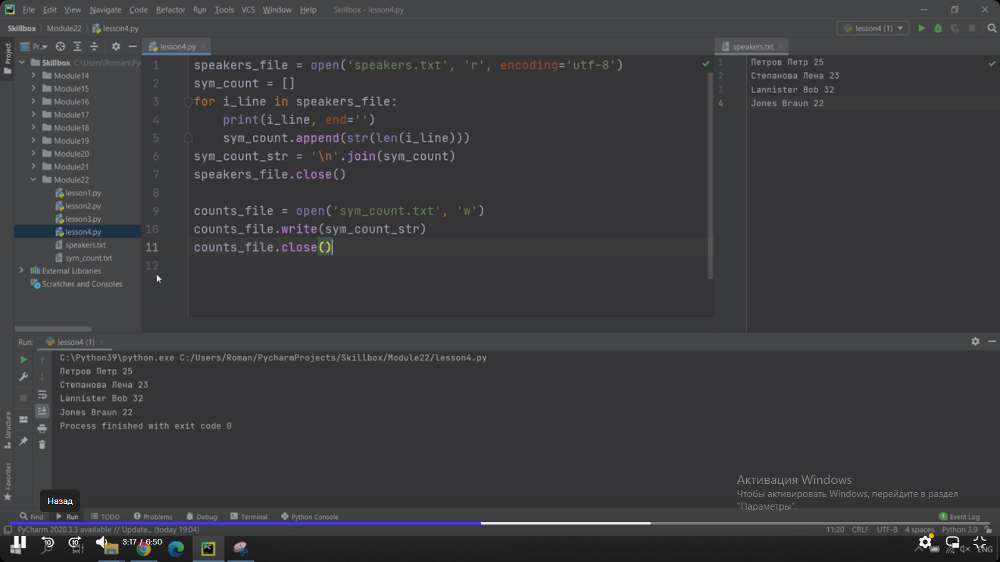 File Edit View Navigate Code Refactor Run Tools VCS Window Help Skillbox - lesson4.py
Skillbox Module22 lesson4.py lesson4 (1)
Project
Pr... lesson4.py speakers.txt
Skillbox C:\Users\Roman\Py
Module14
Module15
Module16
Module17
Module18
Module19
Module20
Module21
Module22
lesson1.py
lesson2.py
lesson3.py
lesson4.py
speakers.txt
sym_count.txt
External Libraries
Scratches and Consoles
1 speakers_file = open('speakers.txt', 'r', encoding='utf-8')
2 sym_count = []
3 for i_line in speakers_file:
4 print(i_line, end='')
5 sym_count.append(str(len(i_line)))
6 sym_count_str = '\n'.join(sym_count)
7 speakers_file.close()
8
9 counts_file = open('sym_count.txt', 'w')
10 counts_file.write(sym_count_str)
11 counts_file.close()
12
1 Петров Петр 25
2 Степанова Лена 23
3 Lannister Bob 32
4 Jones Braun 22
Run: lesson4 (1)
C:\Python39\python.exe C:/Users/Roman/PycharmProjects/Skillbox/Module22/lesson4.py
Петров Петр 25
Степанова Лена 23
Lannister Bob 32
Jones Braun 22
Process finished with exit code 0
Structure
Favorites
Активация Windows
Чтобы активировать Windows, перейдите в раздел
"Параметры".
Назад
Find Run TODO Problems Debug Terminal Python Console 1 Event Log
PyCharm 2020.3.3 available // Update... (today 19:04) 11:20 CRLF UTF-8 4 spaces Python 3.9
10 10 3:17 / 6:50 PC ENG